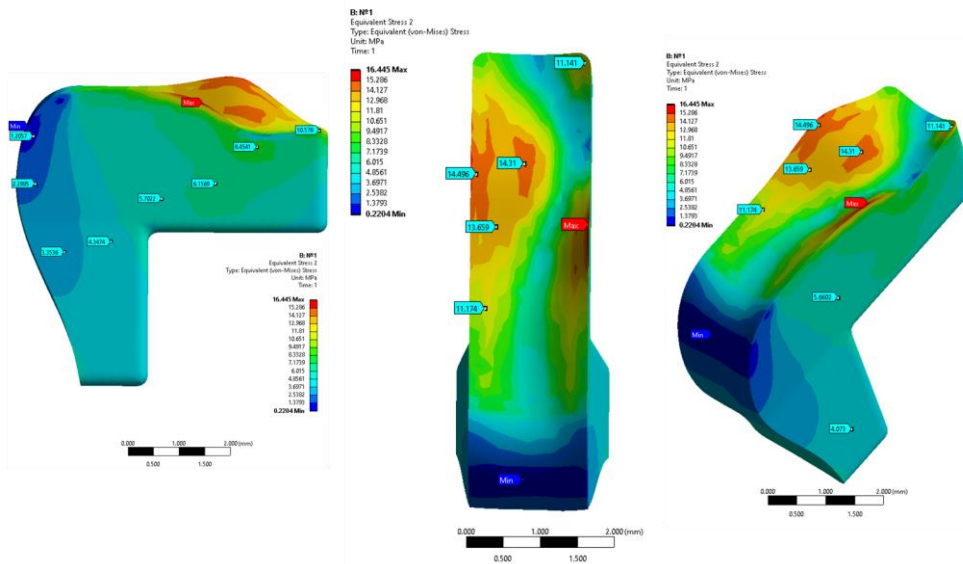 B: №1
Equivalent Stress 2
Type: Equivalent (von-Mises) Stress
Unit: MPa
Time: 1
16.445 Max
15.286
14.127
12.968
11.81
10.651
9.4917
8.3328
7.1739
6.015
4.8561
3.6971
2.5382
1.3793
0.2204 Min
Max
10.178
Min
6.1569
5.7022
B: №1
Equivalent Stress 2
Type: Equivalent (von-Mises) Stress
Unit: MPa
Time: 1
16.445 Max
15.286
14.127
12.968
11.81
10.651
9.4917
8.3328
7.1739
6.015
4.8561
3.6971
2.5382
1.3793
0.2204 Min
0.000
1.000
2.000 (mm)
0.500
1.500
11.141
14.31
14.496
13.659
Max
11.174
Min
0.000
1.000
2.000 (mm)
0.500
1.500
B: №1
Equivalent Stress 2
Type: Equivalent (von-Mises) Stress
Unit: MPa
Time: 1
16.445 Max
15.286
14.127
12.968
11.81
10.651
9.4917
8.3328
7.1739
6.015
4.8561
3.6971
2.5382
1.3793
0.2204 Min
14.496
11.141
14.31
13.659
Max
11.174
5.6602
Min
4.073
0.000
1.000
2.000 (mm)
0.500
1.500